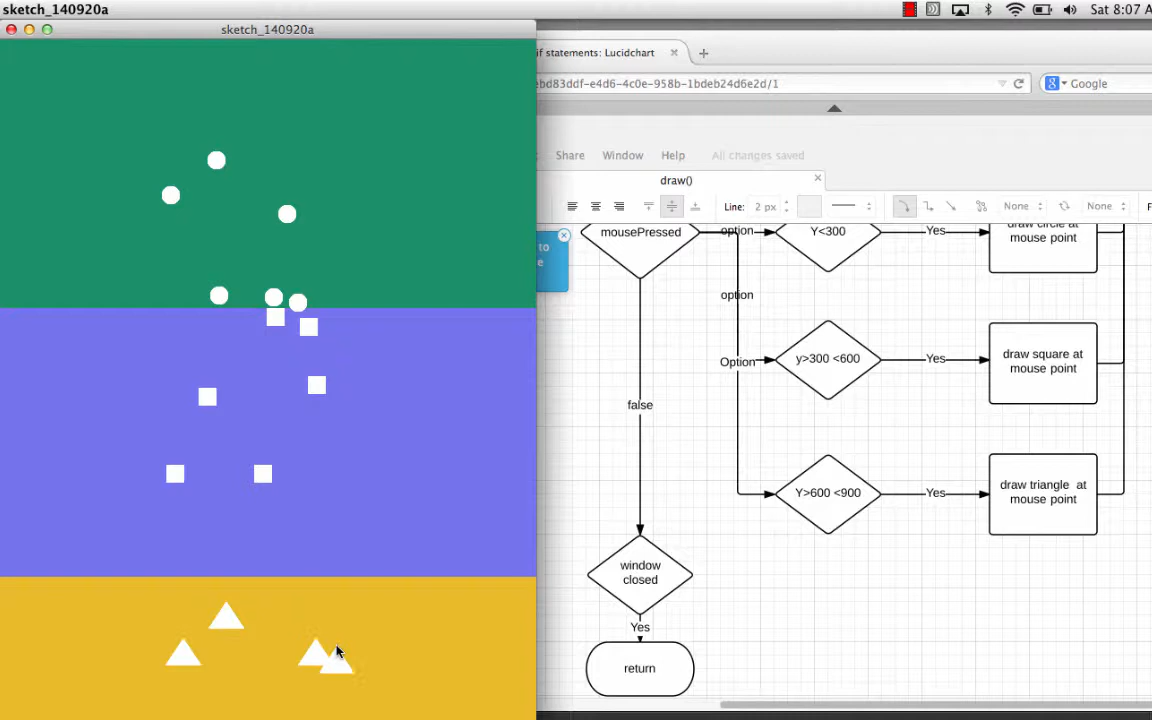 sketch_140920a
Sat 8:07 A
sketch_140920a
if statements: Lucidchart
ebd83ddf-e4d6-4c0e-958b-1bdeb24d6e2d/1
Google
Share Window Help All changes saved
draw()
Line: 2 px None None F
to
e
mousePressed
option
Y<300
Yes
draw circle at
mouse point
option
Option
y>300 <600
Yes
draw square at
mouse point
false
Y>600 <900
Yes
draw triangle at
mouse point
window
closed
Yes
return